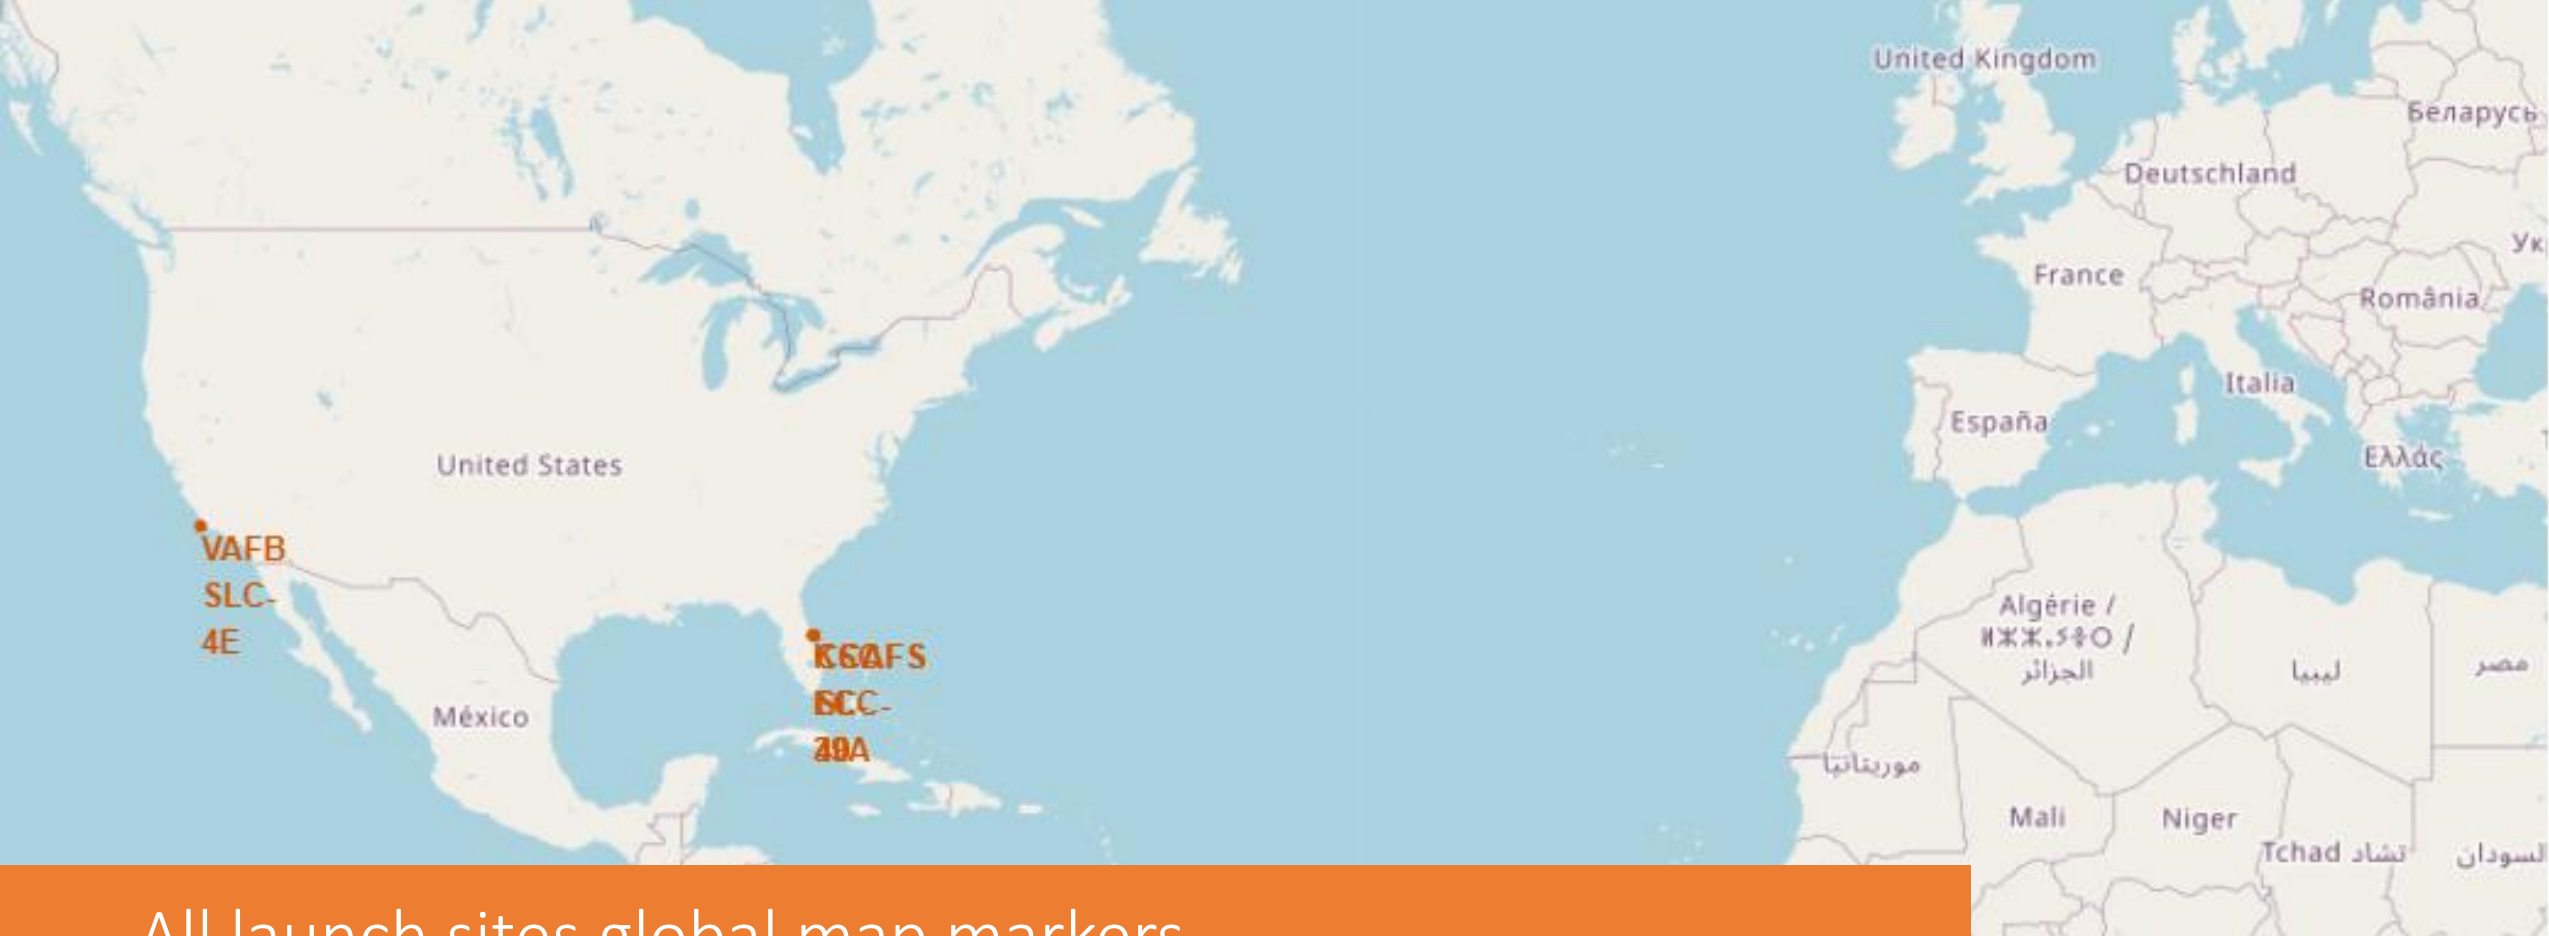 United Kingdom
Беларусь
Deutschland
Ук
France
România
Italia
España
Ελλάς
United States
VAFB
SLC-
4E
Algérie /
ⵍⵣⵣⴰⵢⴻⵔ /
الجزائر
ليبيا
مصر
México
موريتانيا
Mali
Niger
Tchad تشاد
السودان
All launch sites global map markers